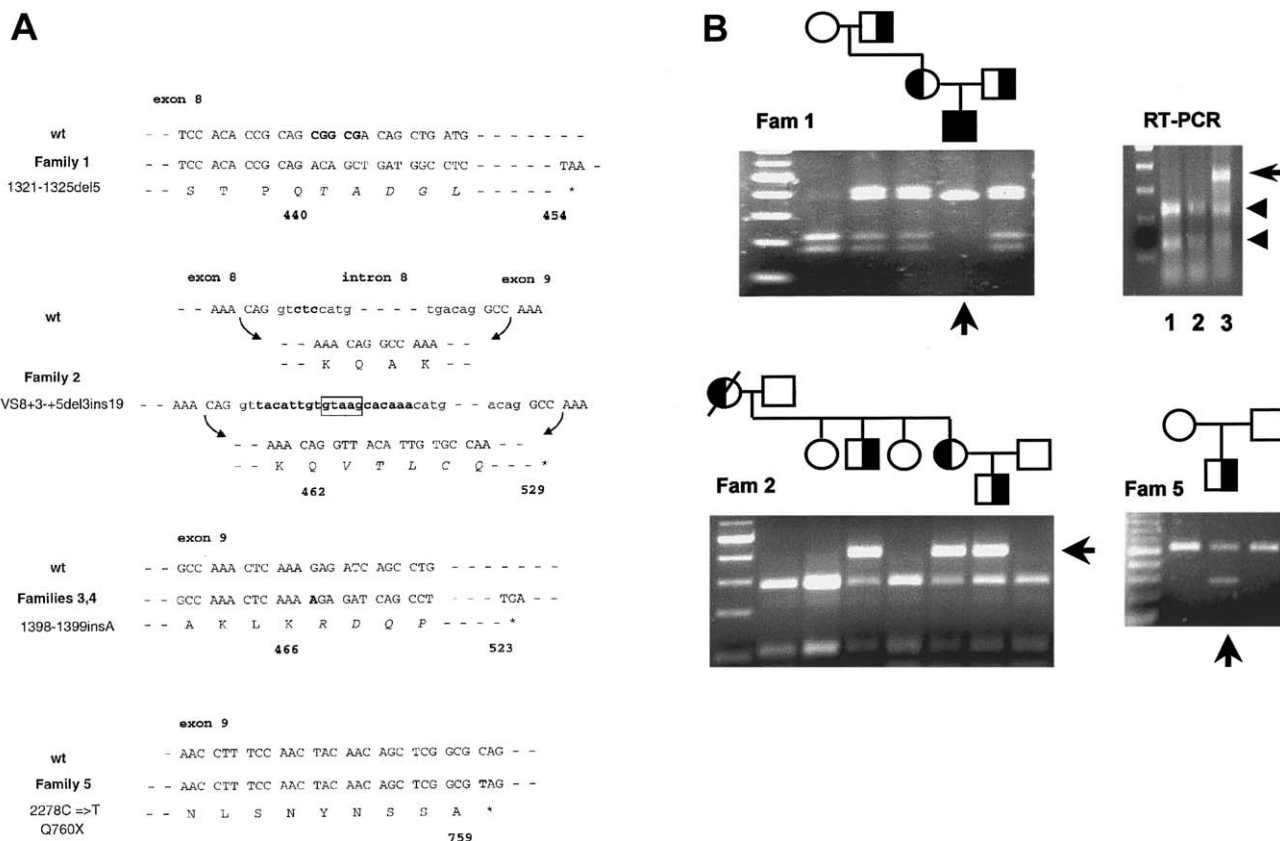 A
exon 8
wt
- - TCC ACA CCG CAG CGG CGA CAG CTG ATG - - - - - - -
Family 1
- - TCC ACA CCG CAG ACA GCT GAT GGC CTC - - - - - TAA -
1321-1325del5
- - S T P Q T A D G L - - - - - *
440 454
exon 8 intron 8 exon 9
wt
- - AAA CAG gtctccatg - - - - tgacag GCC AAA
- - AAA CAG GCC AAA - -
- - K Q A K - -
Family 2
VS8+3-+5del3ins19
- - AAA CAG gttacattgtgtaagcacaaacatg - - acag GCC AAA
- - AAA CAG GTT ACA TTG TGC CAA - -
- - K Q V T L C Q - - - *
462 529
exon 9
wt
- - GCC AAA CTC AAA GAG ATC AGC CTG - - - - - - -
Families 3,4
- - GCC AAA CTC AAA AGA GAT CAG CCT - - - - TGA - -
1398-1399insA
- - A K L K R D Q P - - - - - *
466 523
exon 9
wt
- AAC CTT TCC AAC TAC AAC AGC TCG GCG CAG - -
Family 5
- - AAC CTT TCC AAC TAC AAC AGC TCG GCG TAG - -
2278C =>T
Q760X
- - N L S N Y N S S A *
759
B
Fam 1
RT-PCR
1 2 3
Fam 2
Fam 5